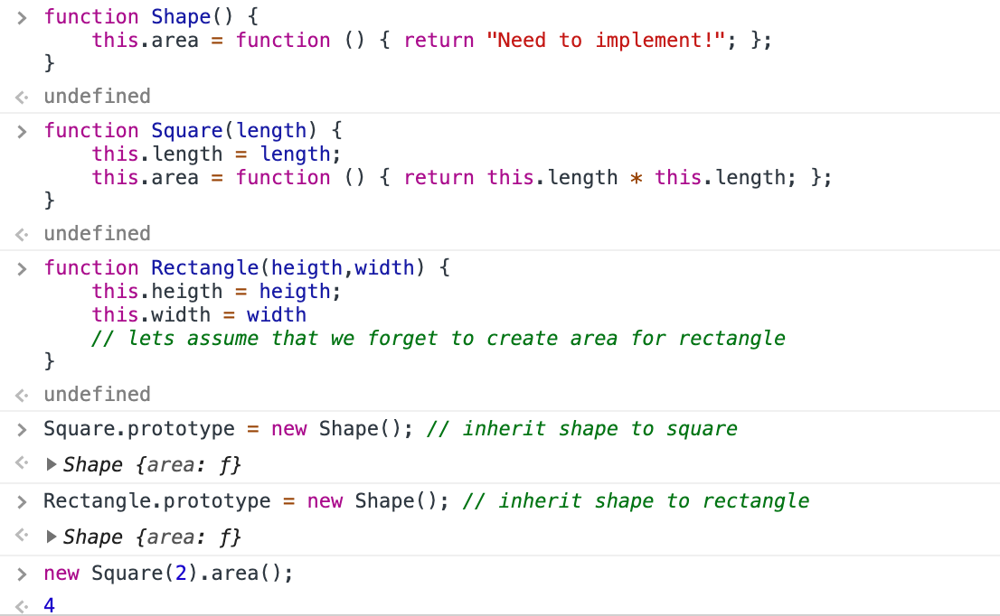 > function Shape() {
    this.area = function () { return "Need to implement!"; };
}
<· undefined
> function Square(length) {
    this.length = length;
    this.area = function () { return this.length * this.length; };
}
<· undefined
> function Rectangle(heigth,width) {
    this.heigth = heigth;
    this.width = width
    // lets assume that we forget to create area for rectangle
}
<· undefined
> Square.prototype = new Shape(); // inherit shape to square
<· ▶ Shape {area: ƒ}
> Rectangle.prototype = new Shape(); // inherit shape to rectangle
<· ▶ Shape {area: ƒ}
> new Square(2).area();
<· 4